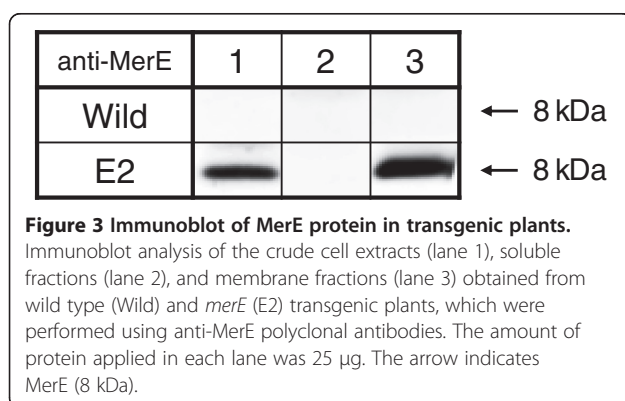 anti-MerE 1 2 3
Wild ← 8 kDa
E2 ← 8 kDa
Figure 3 Immunoblot of MerE protein in transgenic plants.
Immunoblot analysis of the crude cell extracts (lane 1), soluble
fractions (lane 2), and membrane fractions (lane 3) obtained from
wild type (Wild) and merE (E2) transgenic plants, which were
performed using anti-MerE polyclonal antibodies. The amount of
protein applied in each lane was 25 μg. The arrow indicates
MerE (8 kDa).